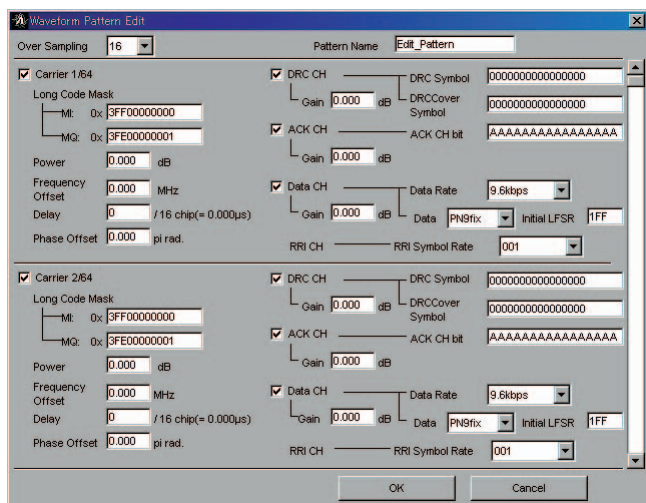 Waveform Pattern Edit
Over Sampling 16 Pattern Name Edit_Pattern
Carrier 1/64 DRC CH DRC Symbol 0000000000000000
Long Code Mask Gain 0.000 dB DRCCover Symbol 0000000000000000
MI: 0x 3FF00000000
MQ: 0x 3FE00000001 ACK CH ACK CH bit AAAAAAAAAAAAAAAA
Power 0.000 dB Gain 0.000 dB
Frequency Offset 0.000 MHz Data CH Data Rate 9.6kbps
Delay 0 / 16 chip(= 0.000µs) Gain 0.000 dB Data PN9fix Initial LFSR 1FF
Phase Offset 0.000 pi rad. RRI CH RRI Symbol Rate 001
Carrier 2/64 DRC CH DRC Symbol 0000000000000000
Long Code Mask Gain 0.000 dB DRCCover Symbol 0000000000000000
MI: 0x 3FF00000000
MQ: 0x 3FE00000001 ACK CH ACK CH bit AAAAAAAAAAAAAAAA
Power 0.000 dB Gain 0.000 dB
Frequency Offset 0.000 MHz Data CH Data Rate 9.6kbps
Delay 0 / 16 chip(= 0.000µs) Gain 0.000 dB Data PN9fix Initial LFSR 1FF
Phase Offset 0.000 pi rad. RRI CH RRI Symbol Rate 001
OK Cancel